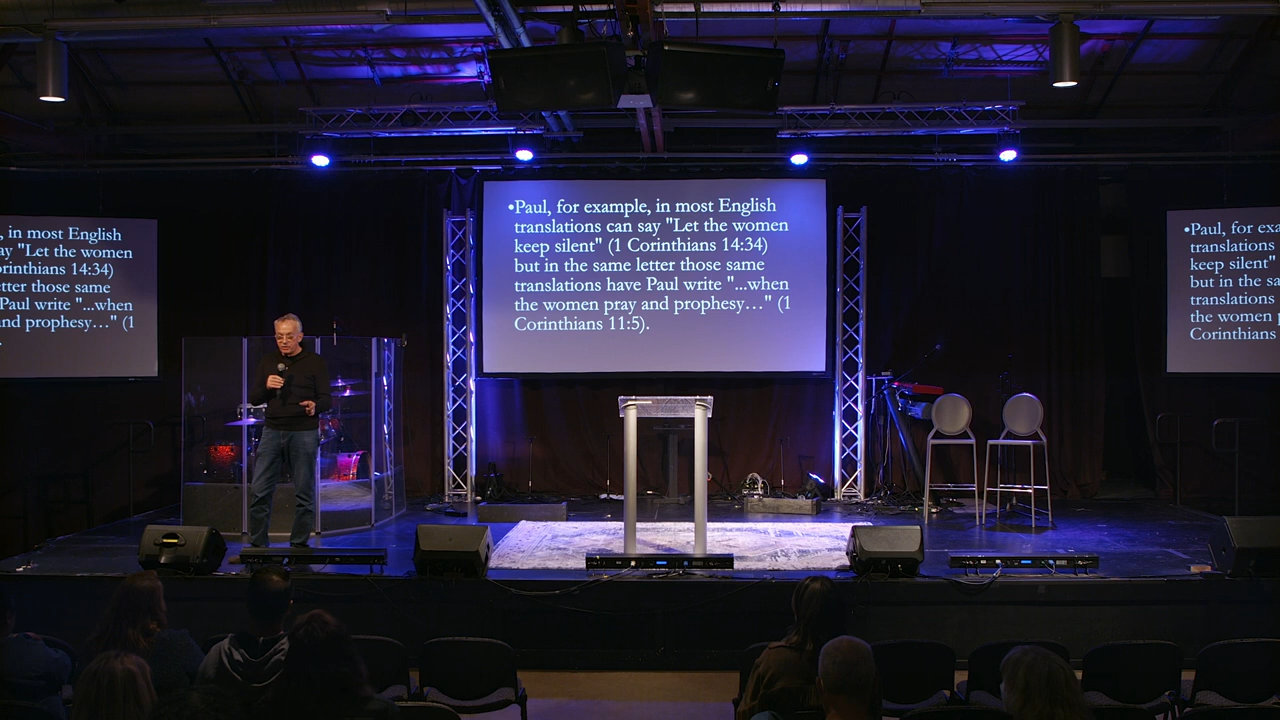 •Paul, for example, in most English
translations can say "Let the women
keep silent" (1 Corinthians 14:34)
but in the same letter those same
translations have Paul write "...when
the women pray and prophesy…" (1
Corinthians 11:5).
, in most English
ay "Let the women
orinthians 14:34)
etter those same
Paul write "...when
and prophesy…" (1
.
•Paul, for exa
translations
keep silent"
but in the sa
translations
the women p
Corinthians